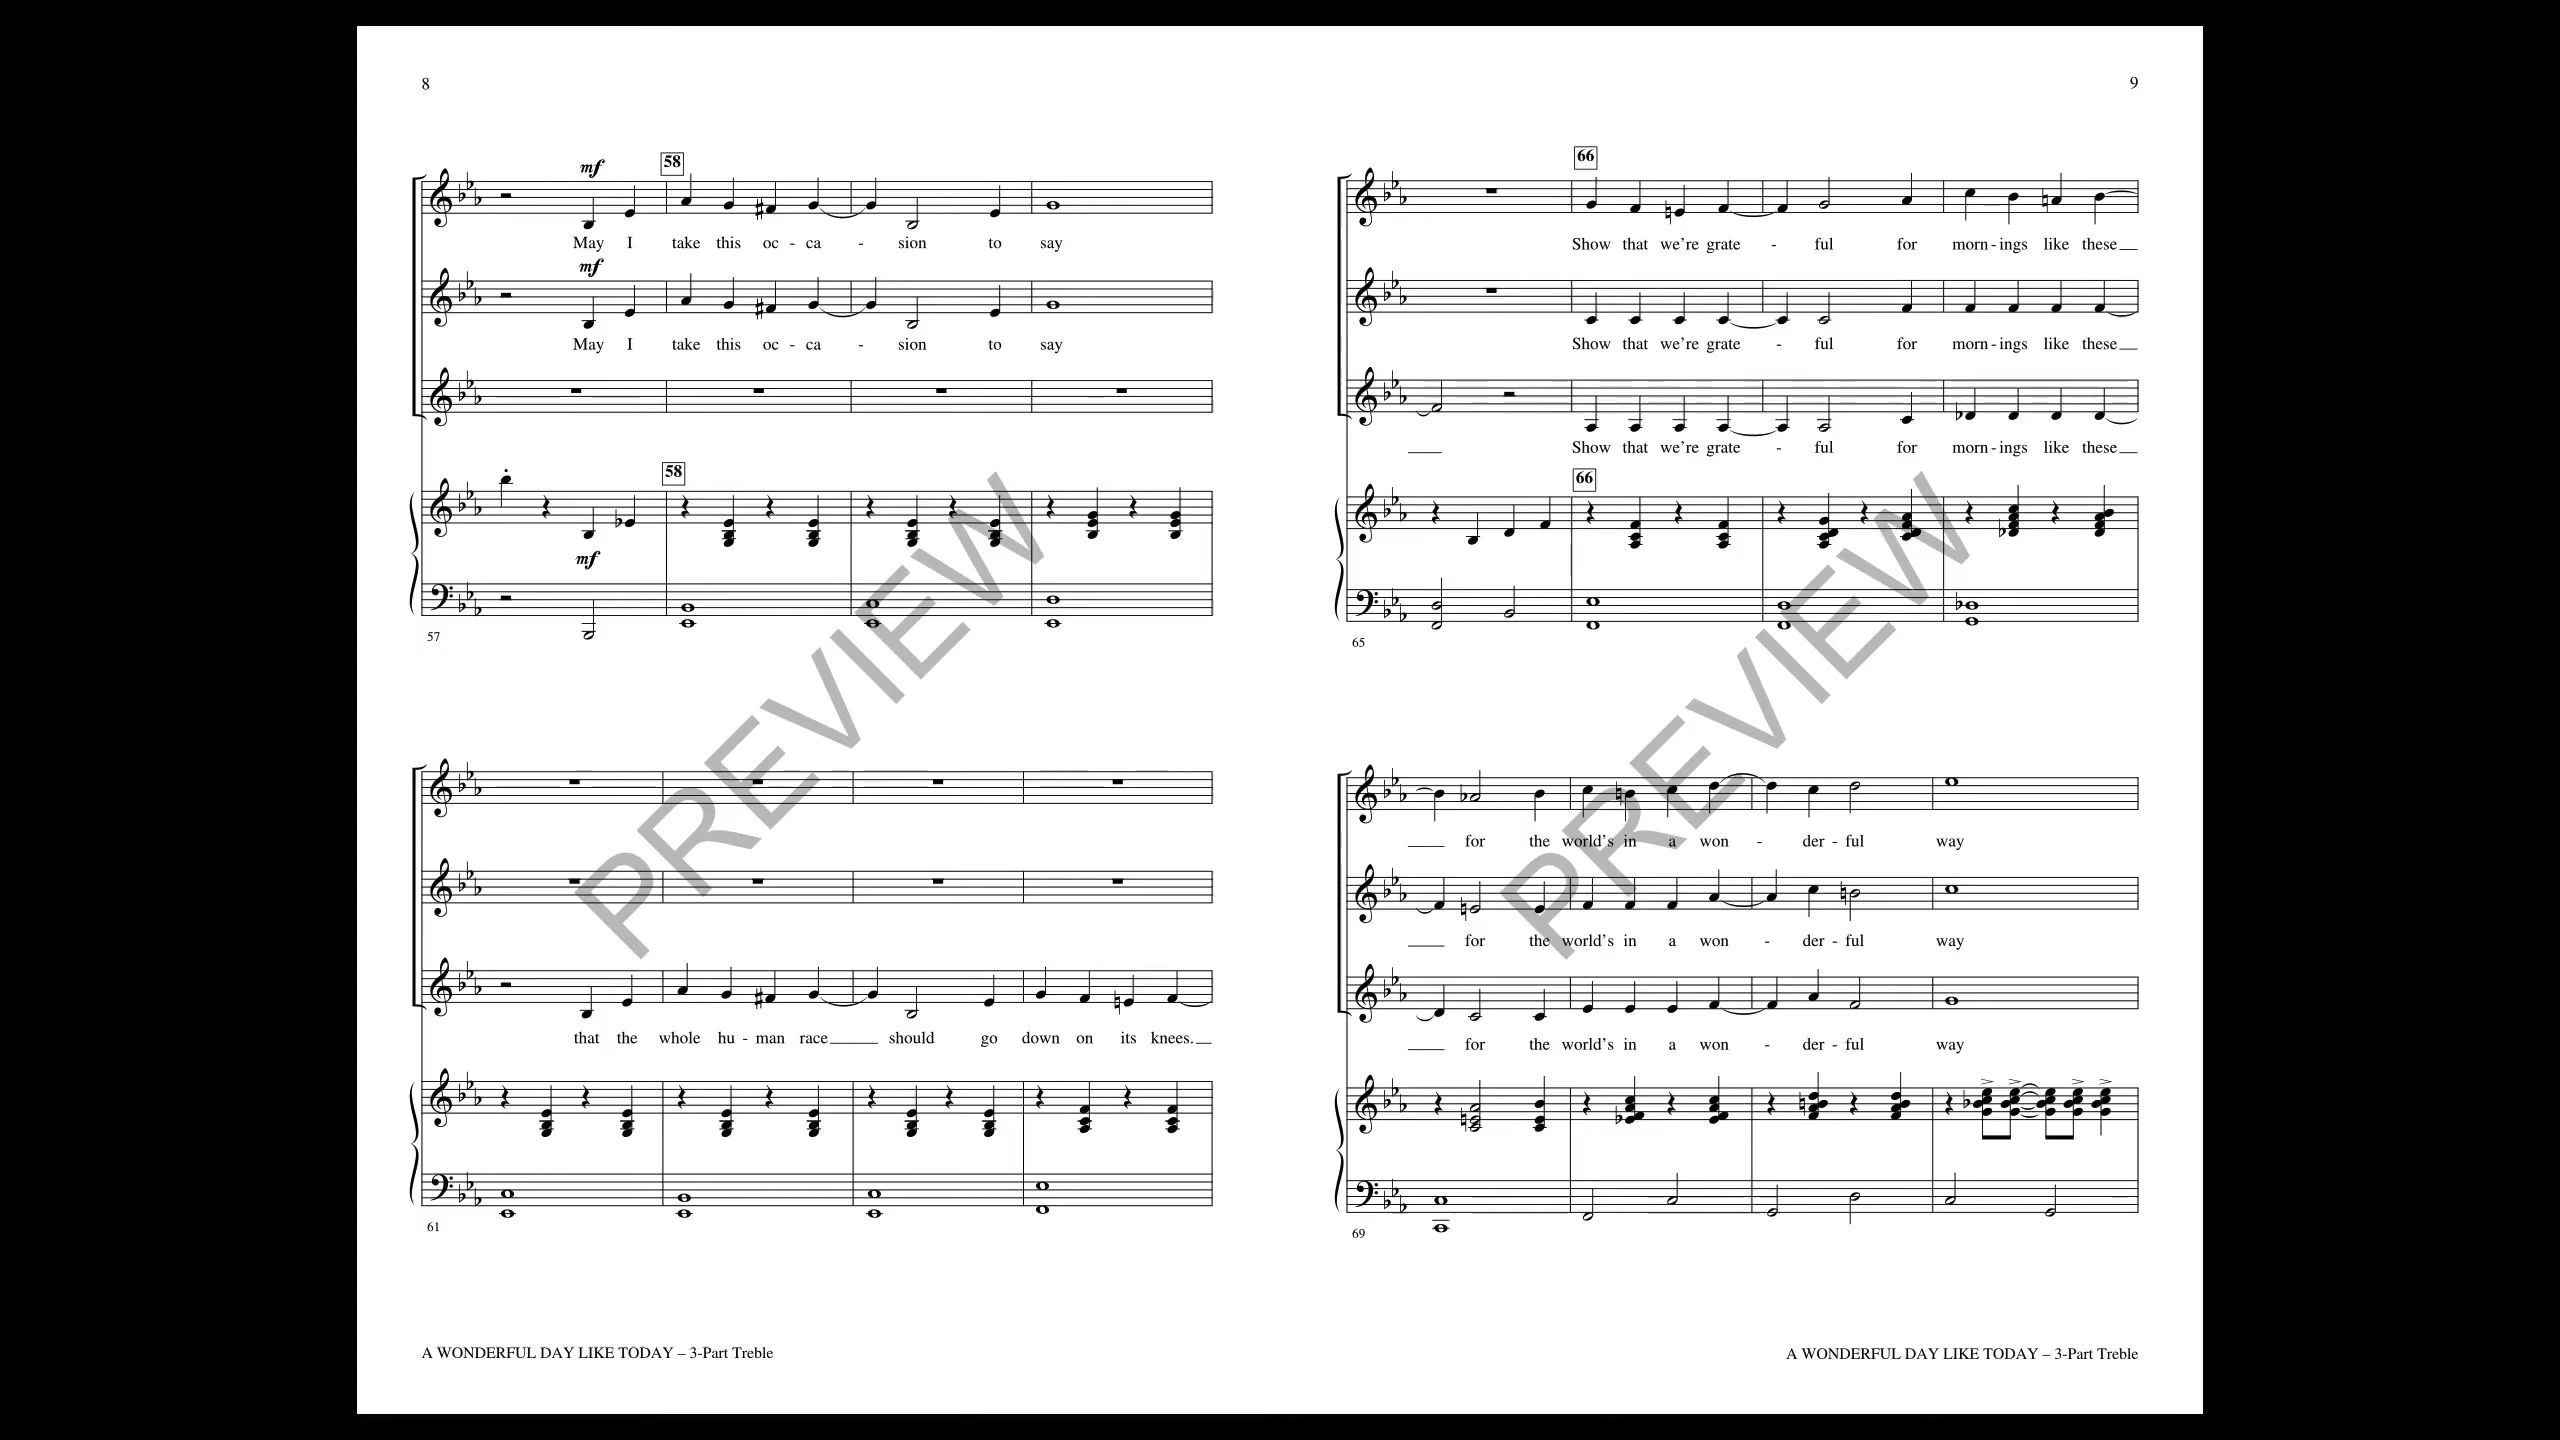 8
mf
58
May I take this oc - ca - sion to say
mf
May I take this oc - ca - sion to say
58
mf
57
that the whole hu - man race should go down on its knees.
61
PREVIEW
A WONDERFUL DAY LIKE TODAY – 3-Part Treble
9
66
Show that we're grate - ful for morn - ings like these
Show that we're grate - ful for morn - ings like these
Show that we're grate - ful for morn - ings like these
66
65
for the world's in a won - der - ful way
for the world's in a won - der - ful way
for the world's in a won - der - ful way
69
PREVIEW
A WONDERFUL DAY LIKE TODAY – 3-Part Treble